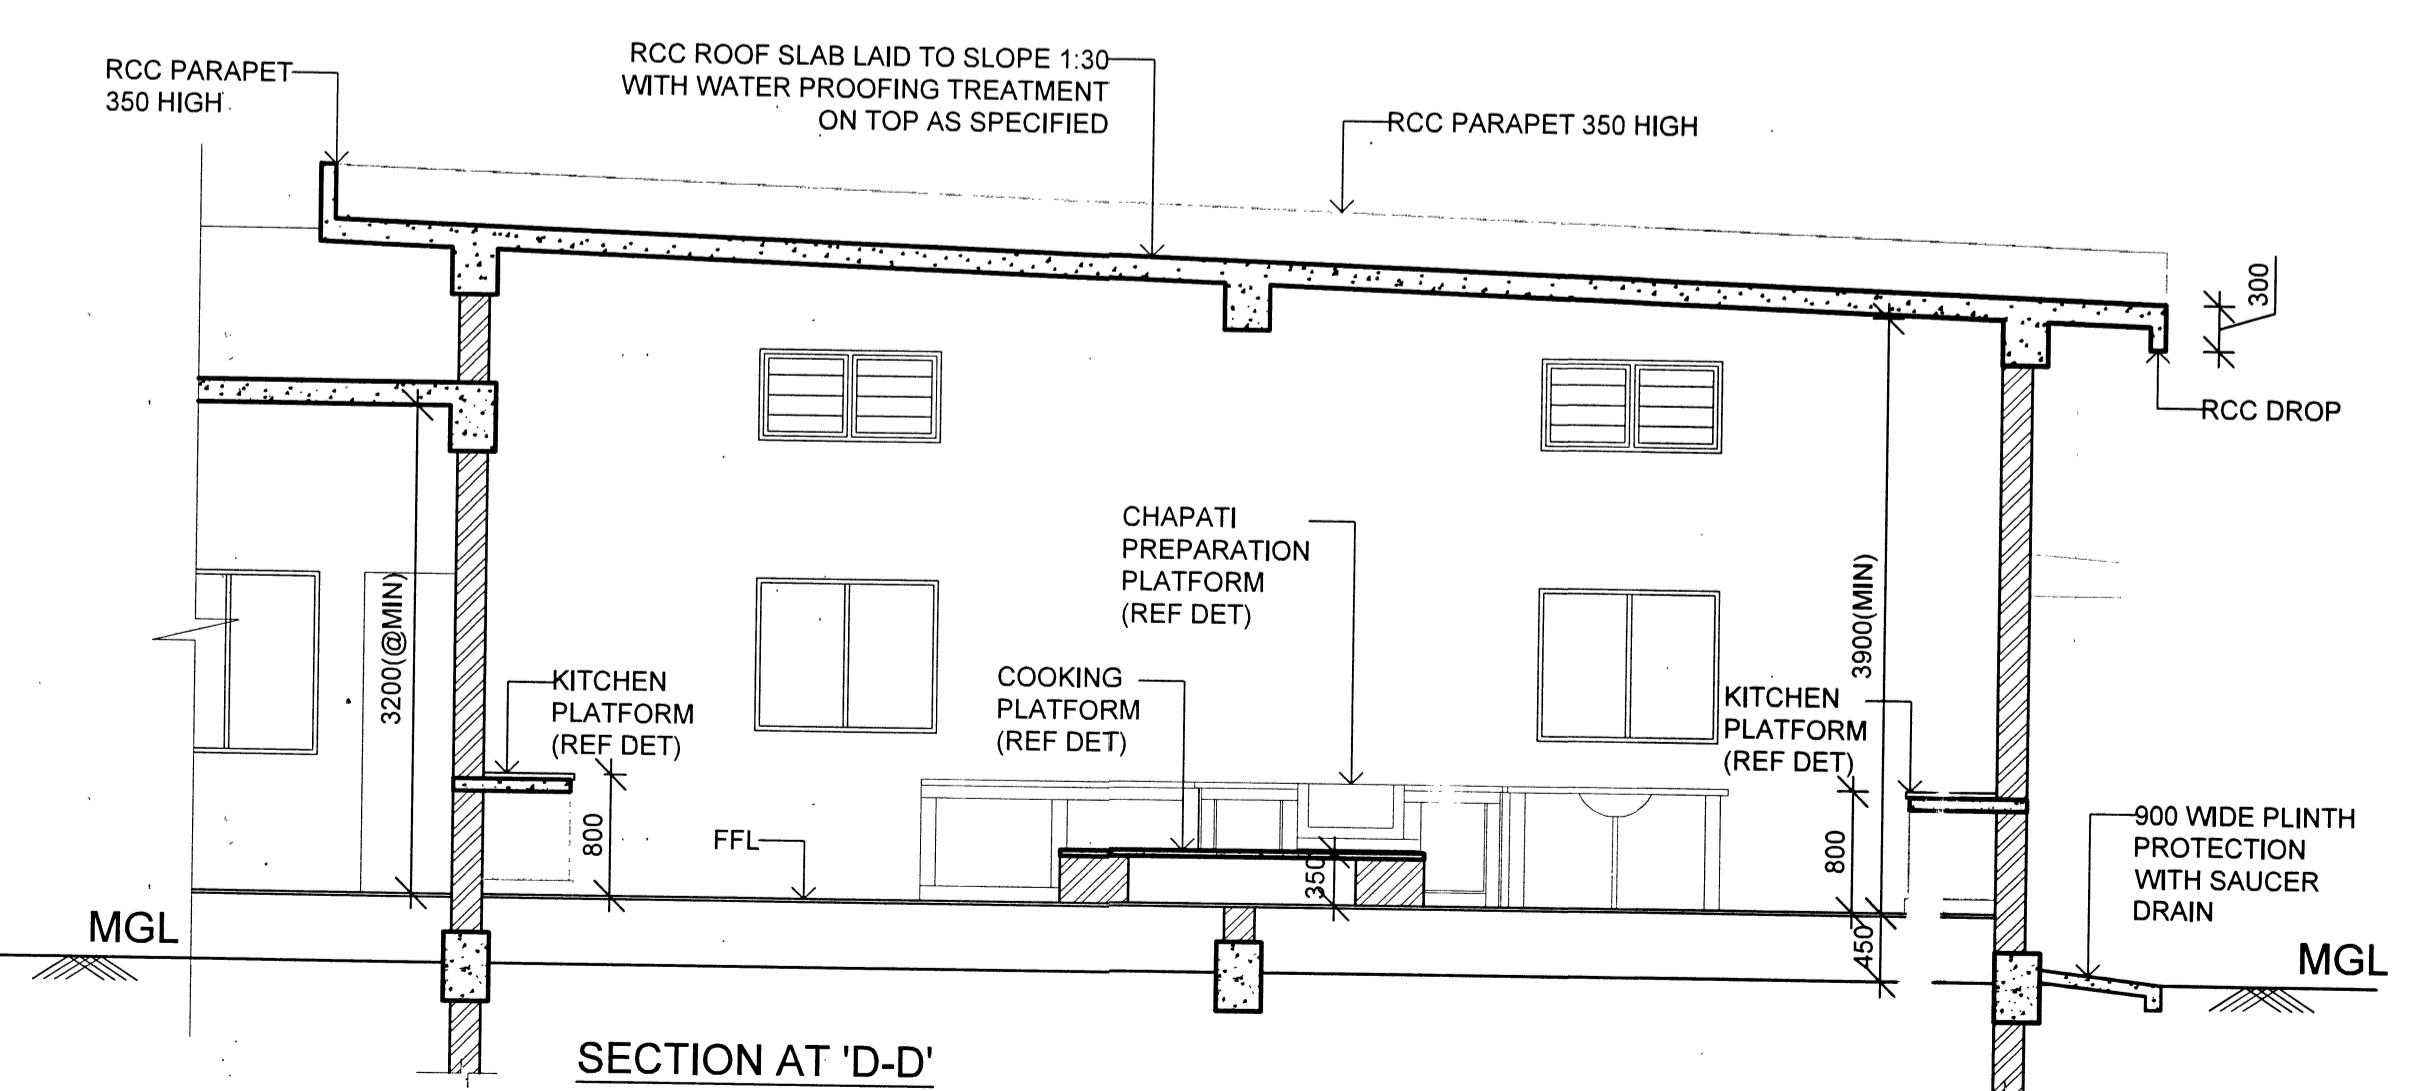 RCC PARAPET
350 HIGH
RCC ROOF SLAB LAID TO SLOPE 1:30
WITH WATER PROOFING TREATMENT
ON TOP AS SPECIFIED
RCC PARAPET 350 HIGH
300
RCC DROP
3200(@MIN)
KITCHEN
PLATFORM
(REF DET)
800
FFL
CHAPATI
PREPARATION
PLATFORM
(REF DET)
COOKING
PLATFORM
(REF DET)
350
3900(MIN)
KITCHEN
PLATFORM
(REF DET)
800
450
900 WIDE PLINTH
PROTECTION
WITH SAUCER
DRAIN
MGL
MGL
SECTION AT 'D-D'